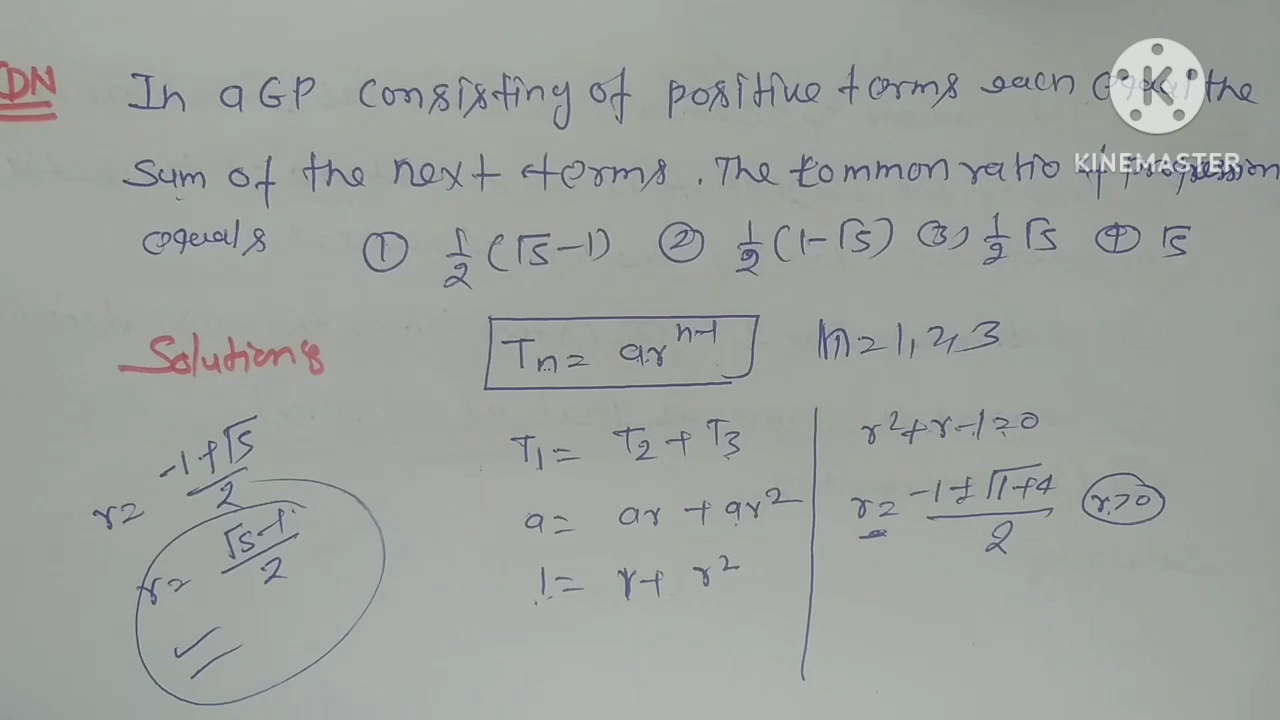 DN In a GP consisting of positive terms each the
KINEMASTER
Sum of the next terms. The common ratio of progression
equals ① 1/2 (√5-1) ② 1/2 (1-√5) ③ 1/2 √5 ④ √5
Solutions
Tn = ar^(n-1) n=1,2,3
T1 = T2 + T3
a = ar + ar²
1 = r + r²
r²+r-1=0
r = (-1±√(1+4))/2 r>0
r = (-1+√5)/2
r = (√5-1)/2